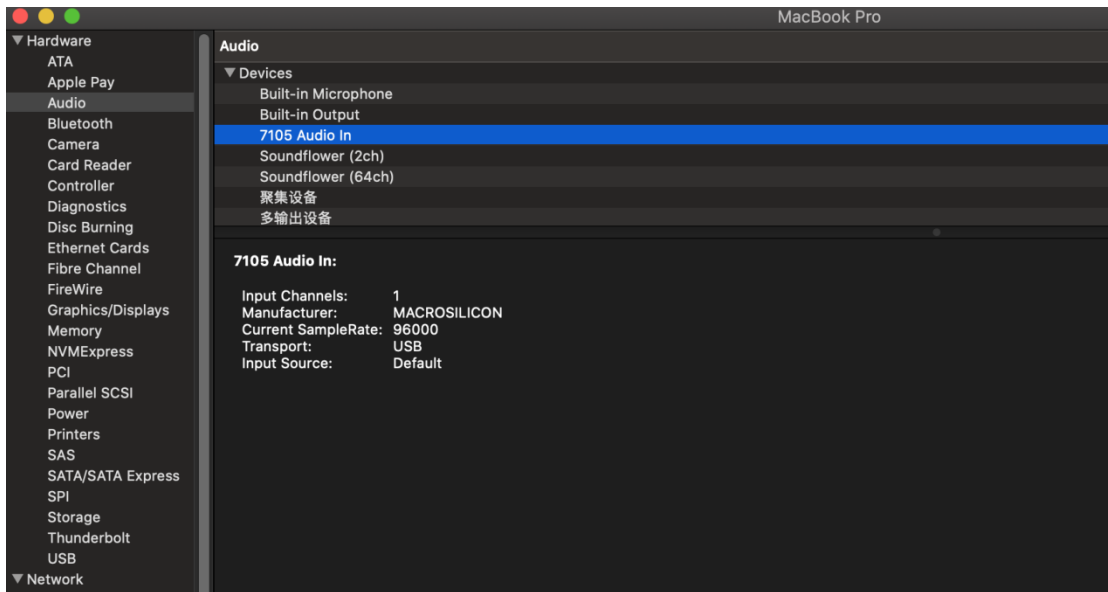 MacBook Pro
Hardware
ATA
Apple Pay
Audio
Bluetooth
Camera
Card Reader
Controller
Diagnostics
Disc Burning
Ethernet Cards
Fibre Channel
FireWire
Graphics/Displays
Memory
NVMExpress
PCI
Parallel SCSI
Power
Printers
SAS
SATA/SATA Express
SPI
Storage
Thunderbolt
USB
Network
Audio
Devices
Built-in Microphone
Built-in Output
7105 Audio In
Soundflower (2ch)
Soundflower (64ch)
聚集设备
多输出设备
7105 Audio In:
Input Channels: 1
Manufacturer: MACROSILICON
Current SampleRate: 96000
Transport: USB
Input Source: Default